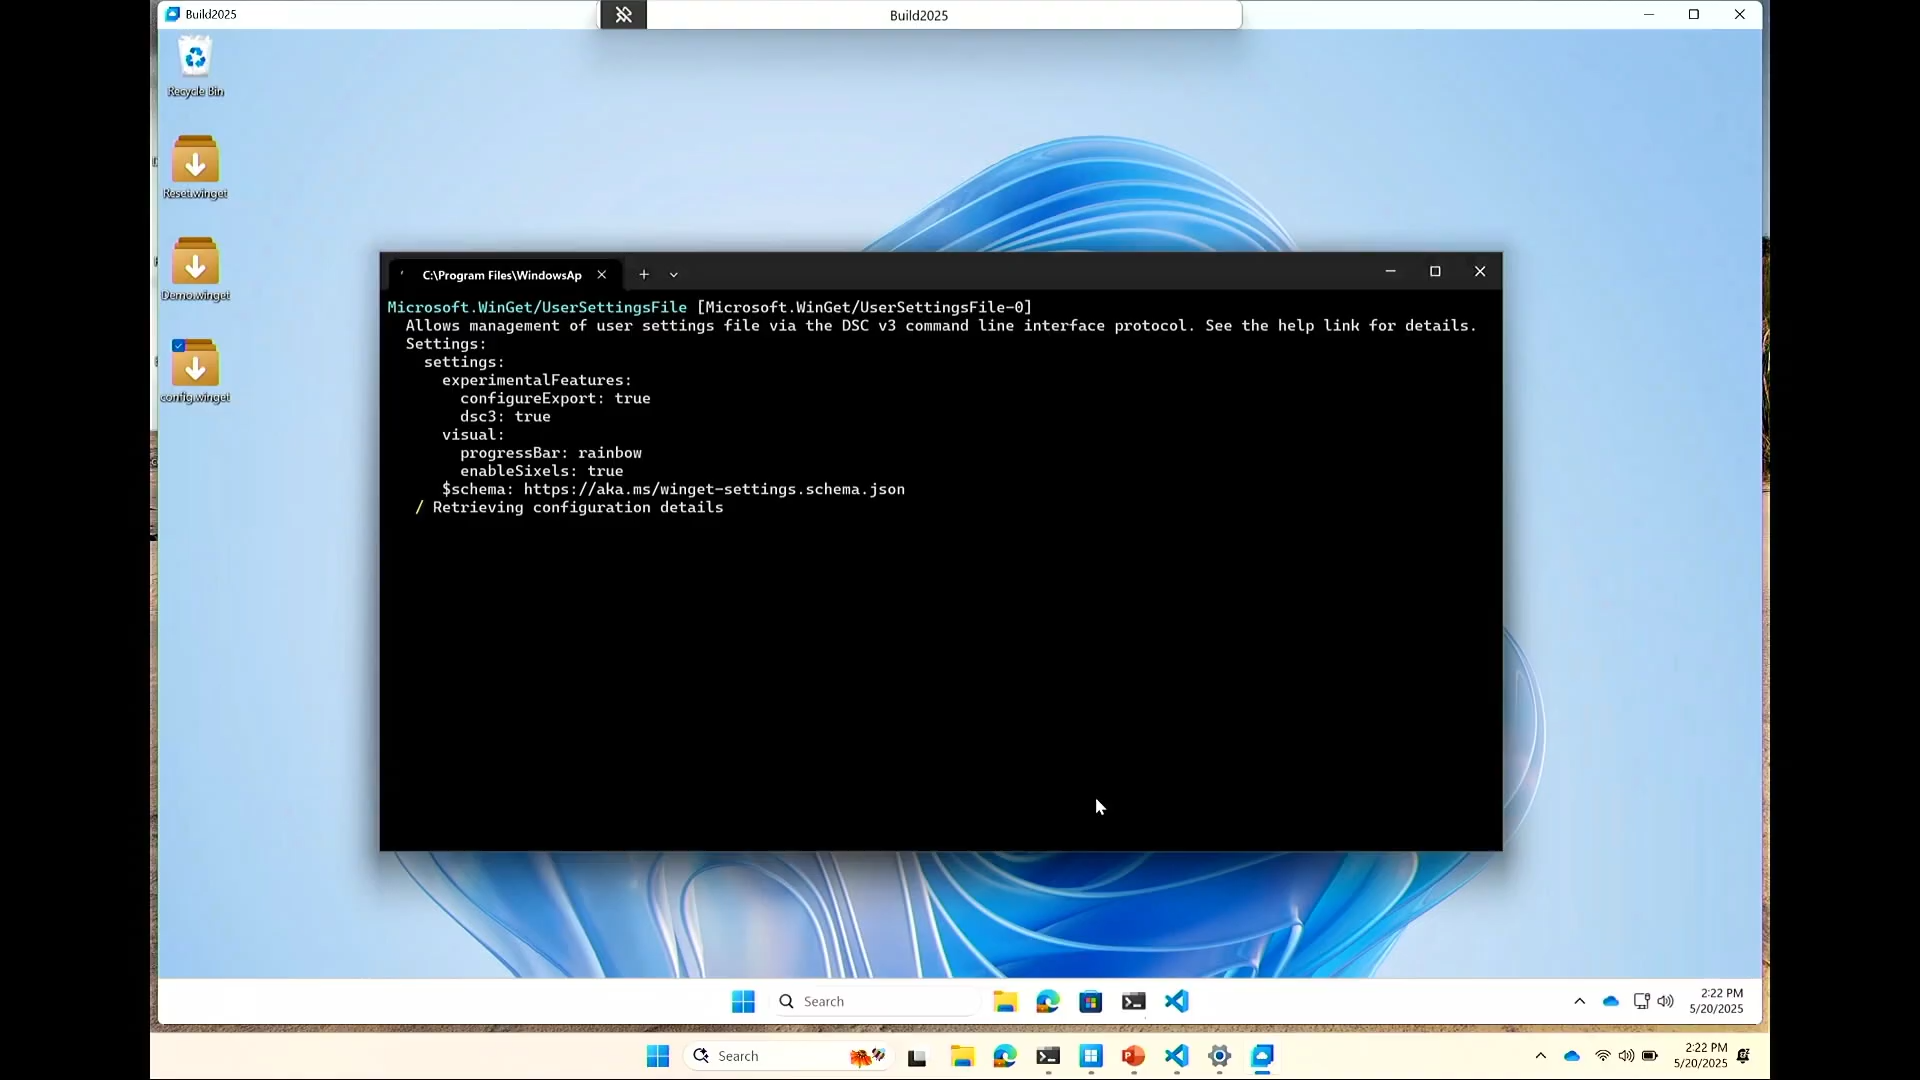 Build2025
Build2025
Recycle Bin
Reset.winget
Demo.winget
config.winget
C:\Program Files\WindowsAp
Microsoft.WinGet/UserSettingsFile [Microsoft.WinGet/UserSettingsFile-0]
Allows management of user settings file via the DSC v3 command line interface protocol. See the help link for details.
Settings:
settings:
experimentalFeatures:
configureExport: true
dsc3: true
visual:
progressBar: rainbow
enableSixels: true
$schema: https://aka.ms/winget-settings.schema.json
/ Retrieving configuration details
Search
2:22 PM
5/20/2025
Search
2:22 PM
5/20/2025